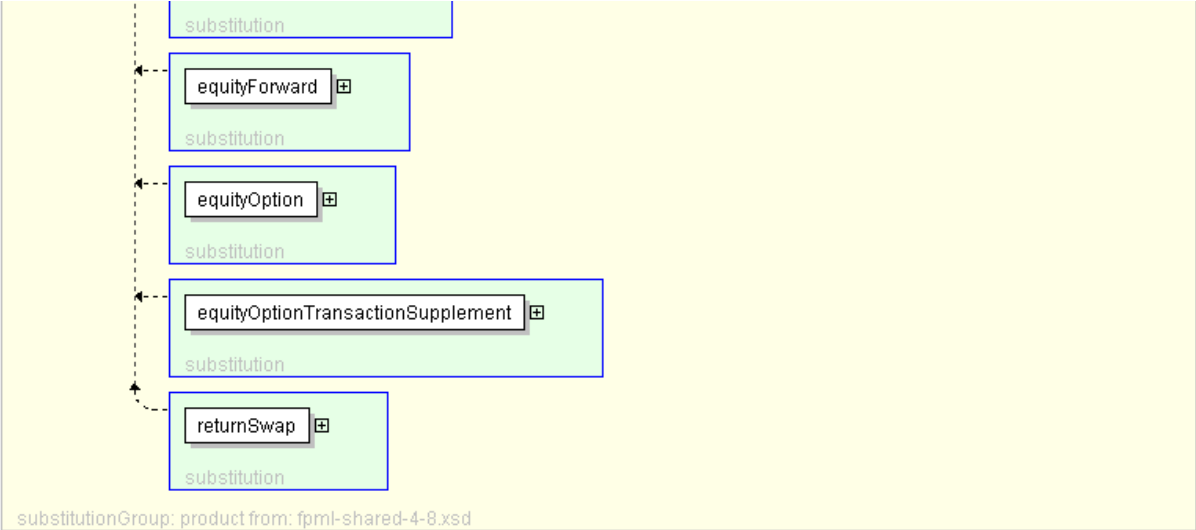 substitution
equityForward
substitution
equityOption
substitution
equityOptionTransactionSupplement
substitution
returnSwap
substitution
substitutionGroup: product from: fpml-shared-4-8.xsd